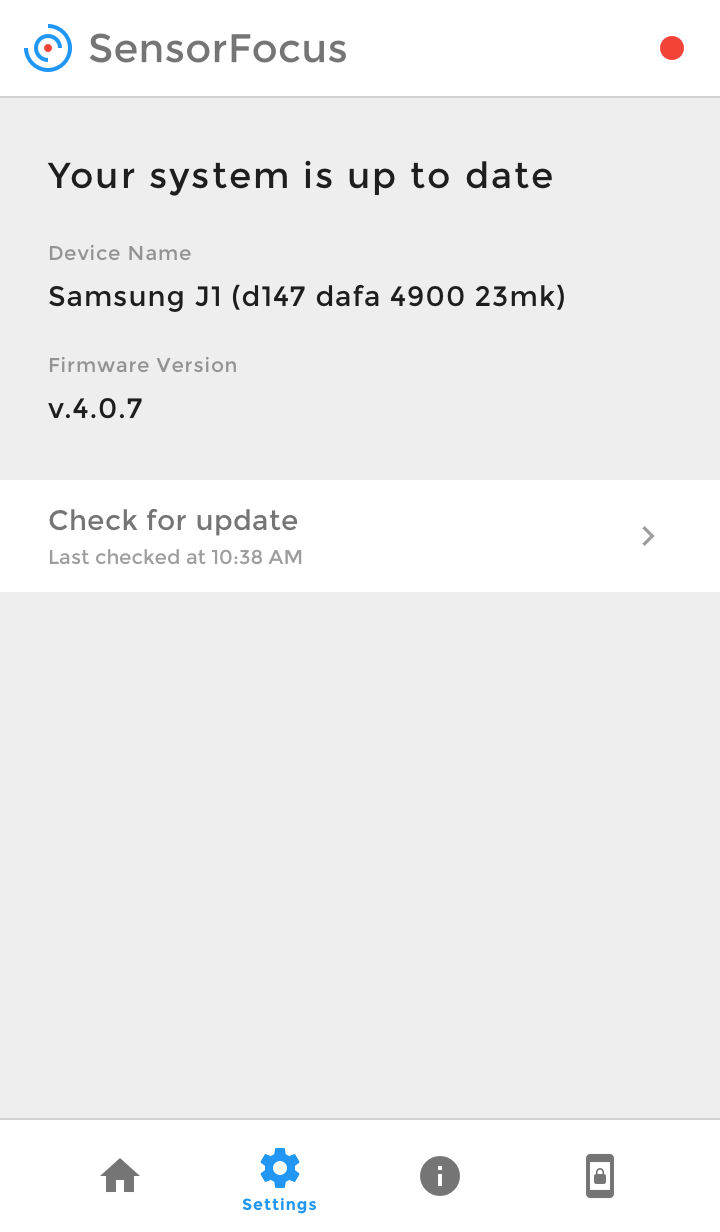 SensorFocus
Your system is up to date
Device Name
Samsung J1 (d147 dafa 4900 23mk)
Firmware Version
v.4.0.7
Check for update
Last checked at 10:38 AM
Settings